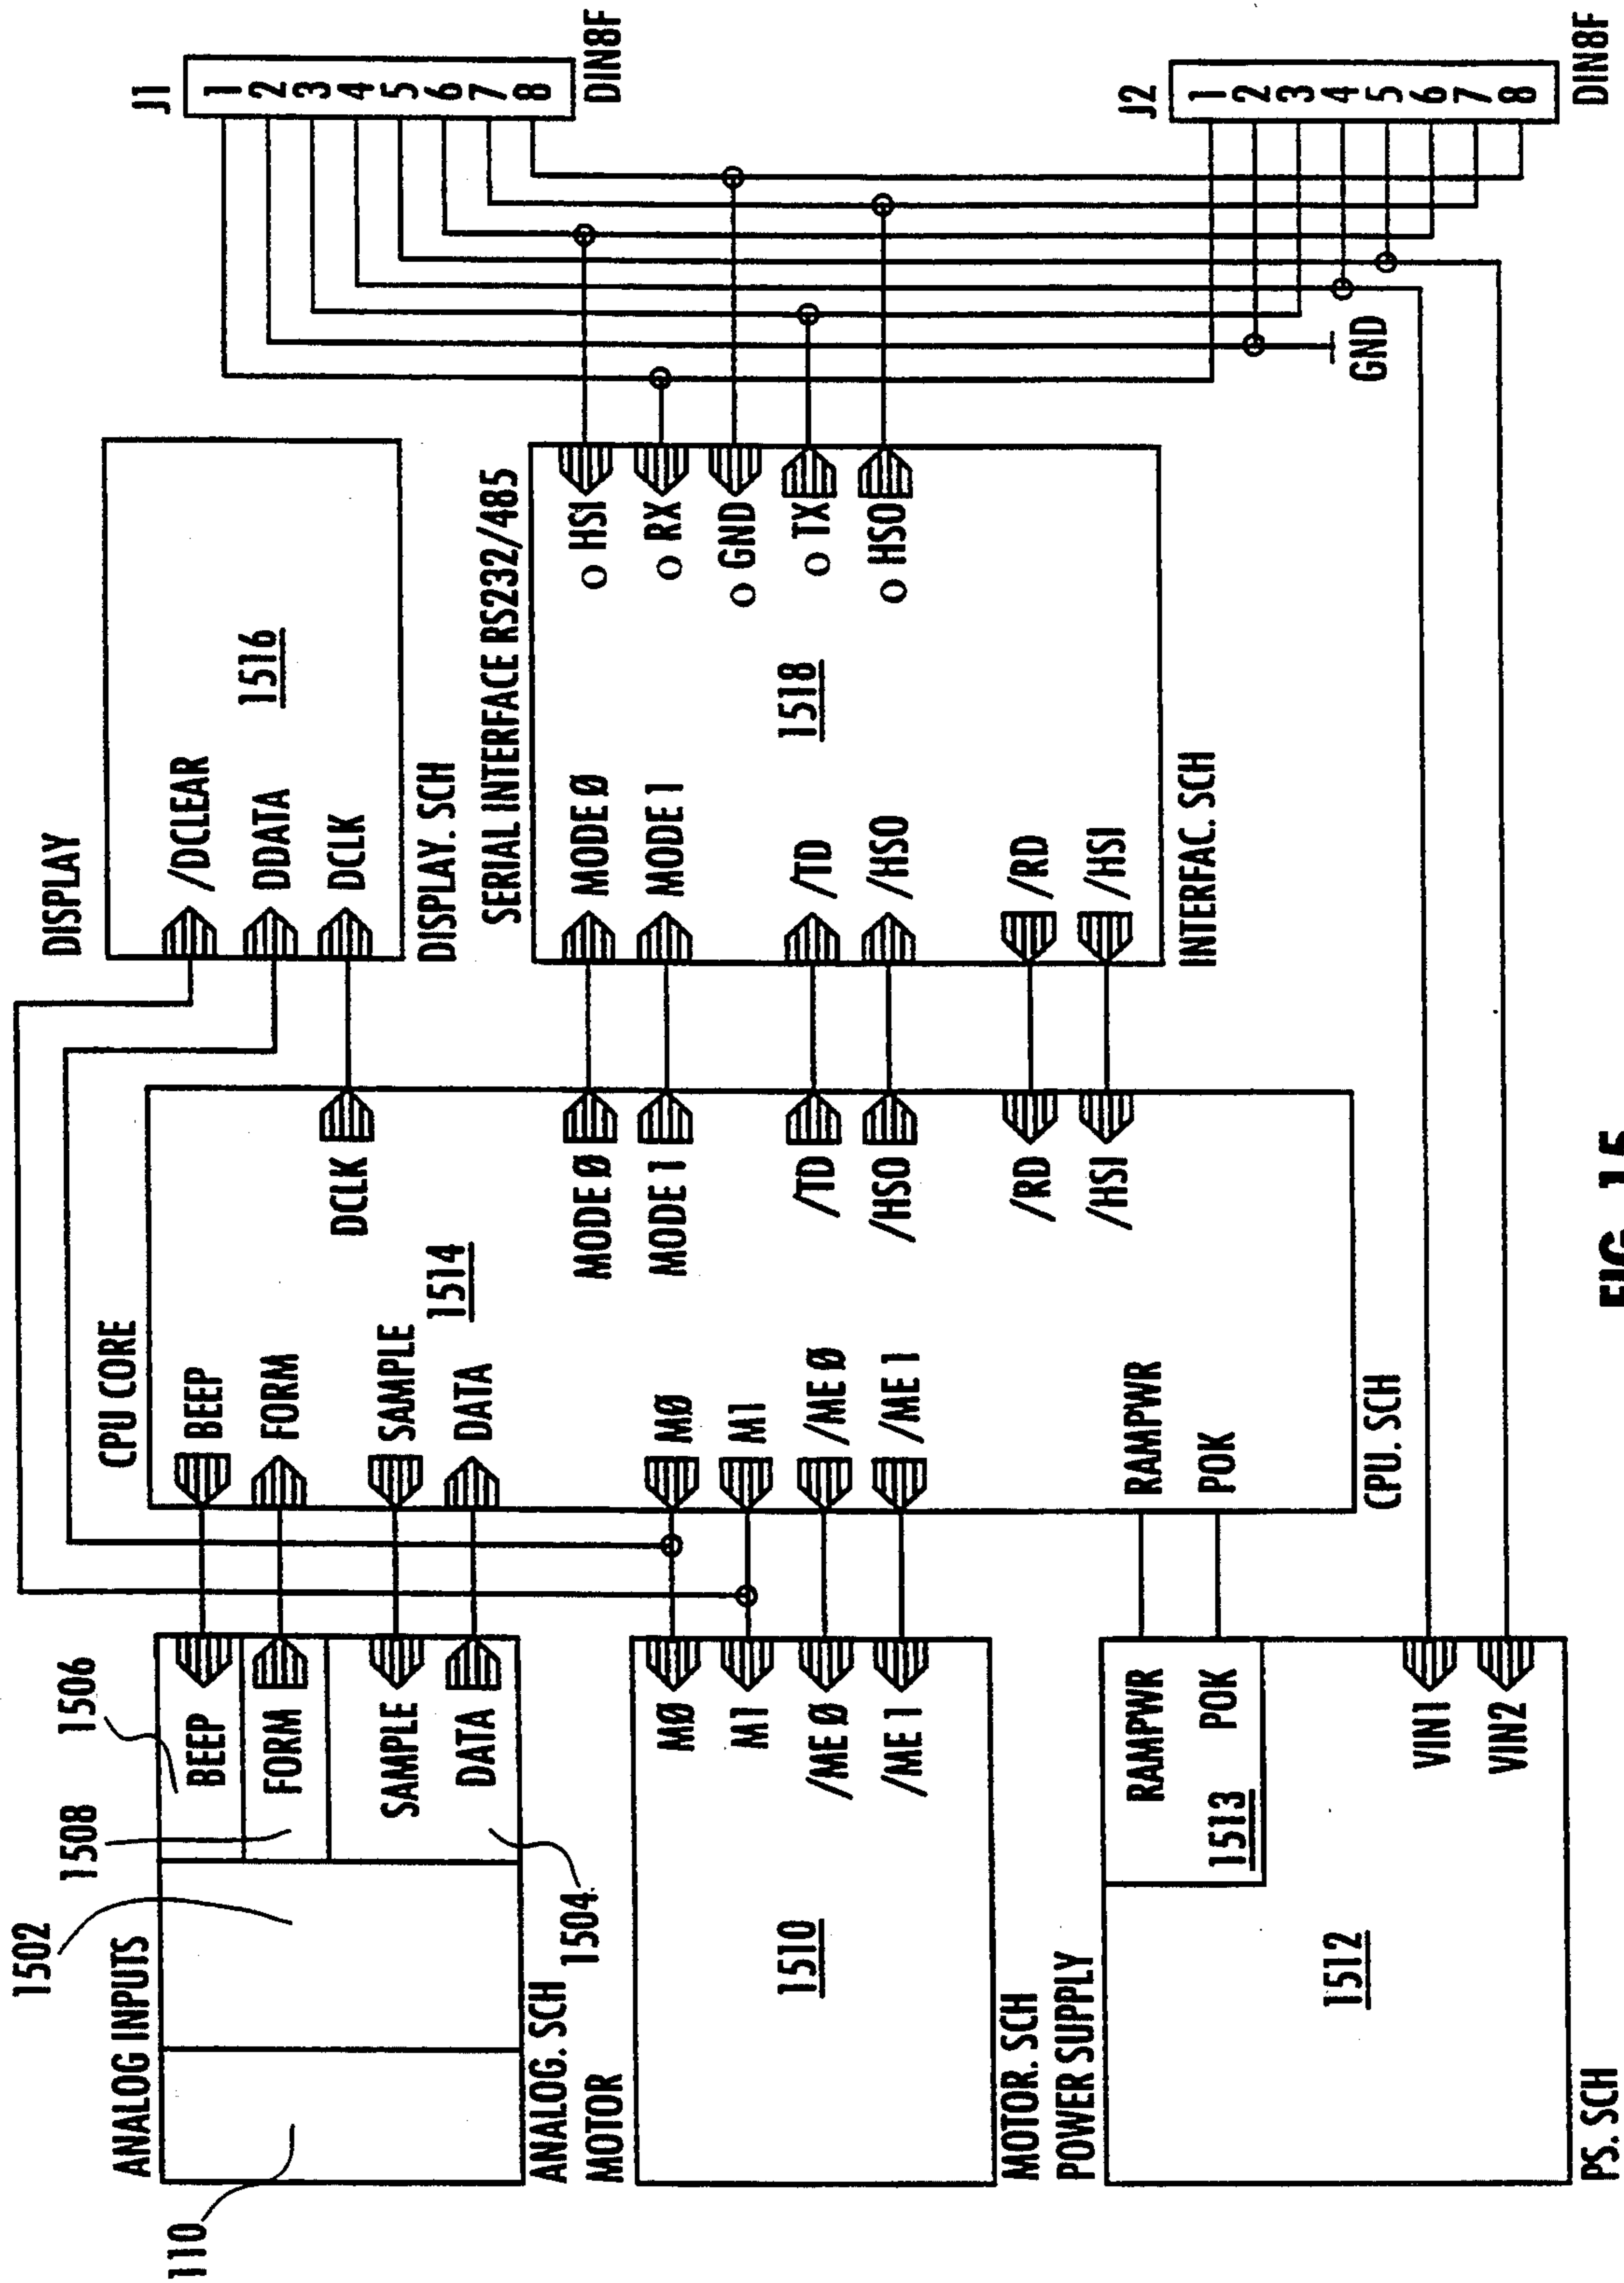 110
1502
1508
1506
ANALOG INPUTS
BEEP
FORM
SAMPLE
DATA
1504
ANALOG. SCH
MOTOR
MØ
M1
/ME Ø
/ME 1
1510
MOTOR. SCH
POWER SUPPLY
RAMPWR
POK
1513
1512
VIN1
VIN2
PS. SCH
CPU CORE
BEEP
FORM
SAMPLE
DATA
1514
MØ
M1
/ME Ø
/ME 1
RAMPWR
POK
DCLK
MODE Ø
MODE 1
/TD
/HSO
/RD
/HSI
CPU. SCH
DISPLAY
/DCLEAR
DDATA
DCLK
1516
DISPLAY. SCH
SERIAL INTERFACE RS232/485
MODE Ø
MODE 1
/TD
/HSO
/RD
/HSI
1518
O HSI
O RX
O GND
O TX
O HSO
INTERFAC. SCH
J1
1
2
3
4
5
6
7
8
DIN8F
GND
J2
1
2
3
4
5
6
7
8
DIN8F
FIG. 15